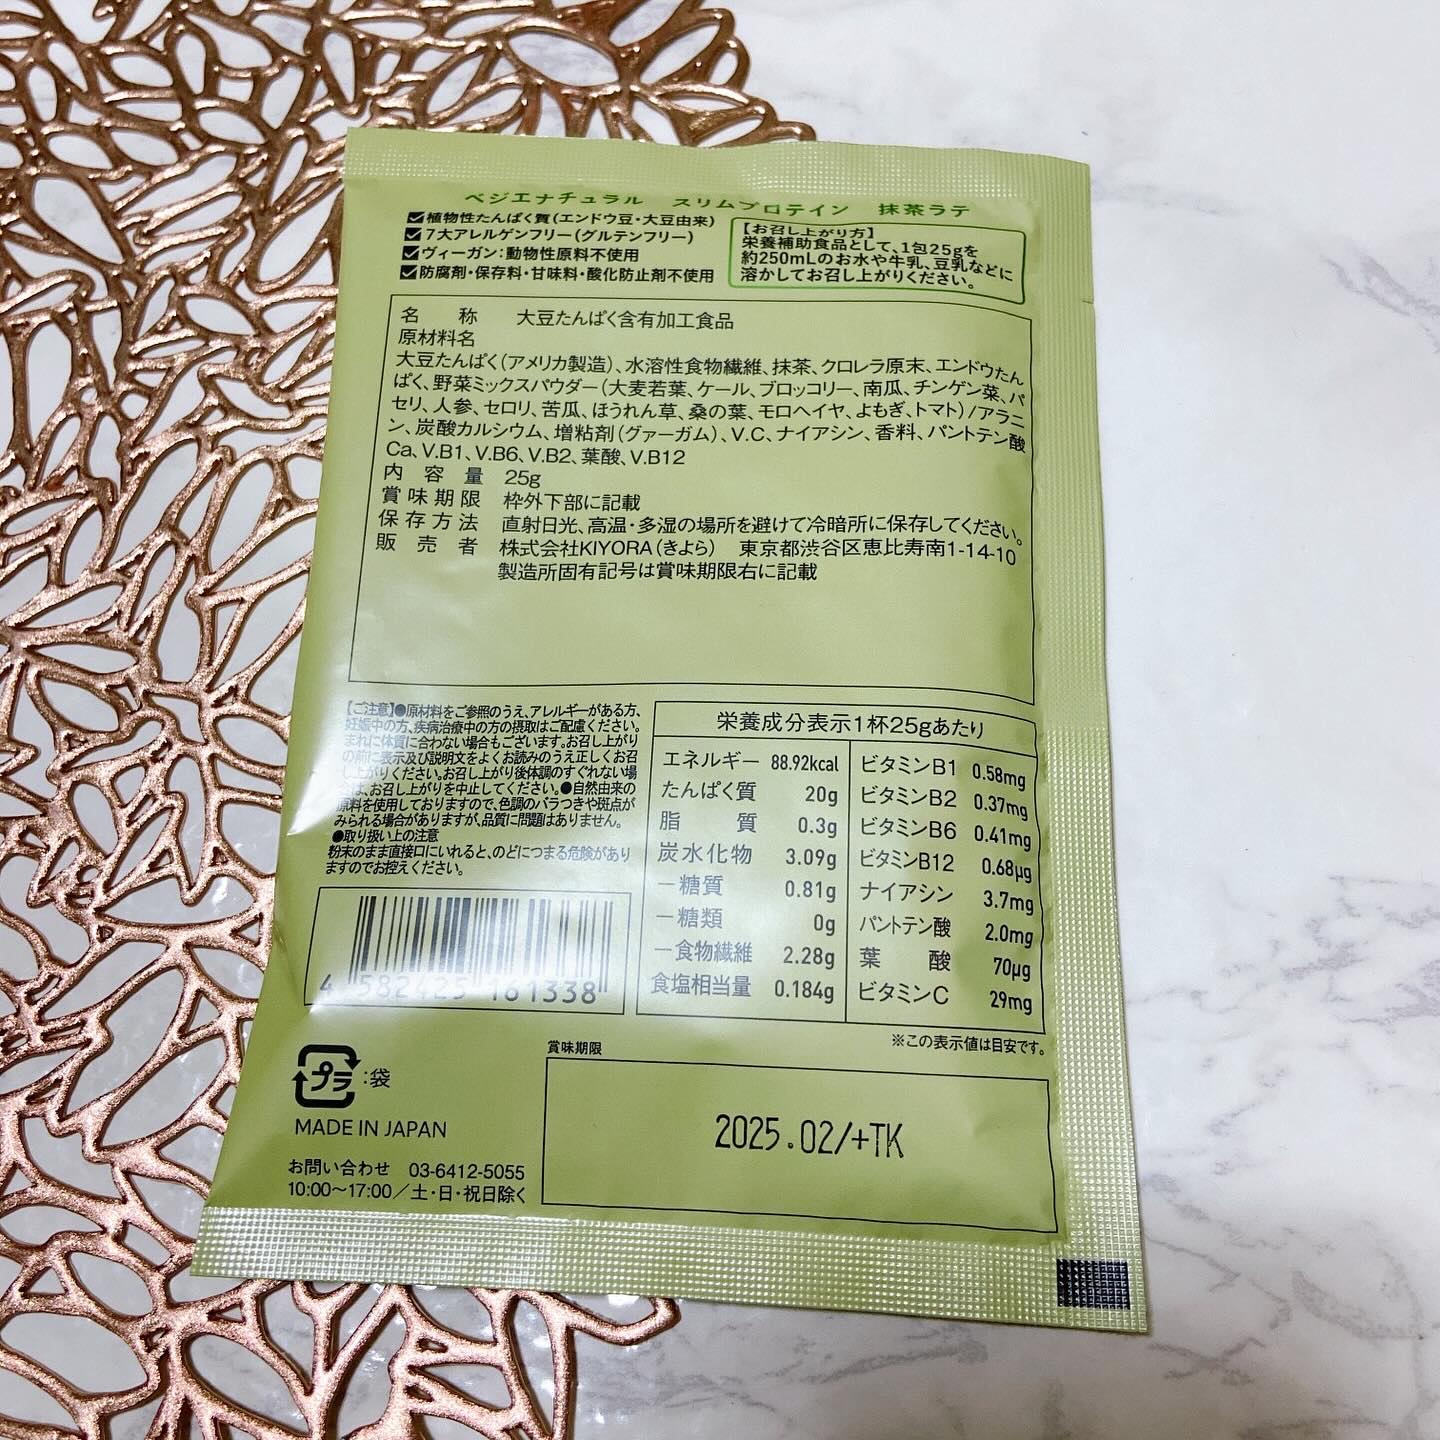 ベジエナチュラル　スリムプロテイン　抹茶ラテ
☑植物性たんぱく質(エンドウ豆・大豆由来)
☑7大アレルゲンフリー(グルテンフリー)
☑ヴィーガン:動物性原料不使用
☑防腐剤・保存料・甘味料・酸化防止剤不使用
【お召し上がり方】
栄養補助食品として、1包25gを
約250mLのお水や牛乳、豆乳などに
溶かしてお召し上がりください。
名称　大豆たんぱく含有加工食品
原材料名
大豆たんぱく(アメリカ製造)、水溶性食物繊維、抹茶、クロレラ原末、エンドウたん
ぱく、野菜ミックスパウダー(大麦若葉、ケール、ブロッコリー、南瓜、チンゲン菜、パ
セリ、人参、セロリ、苦瓜、ほうれん草、桑の葉、モロヘイヤ、よもぎ、トマト)/アラニ
ン、炭酸カルシウム、増粘剤(グァーガム)、V.C、ナイアシン、香料、パントテン酸
Ca、V.B1、V.B6、V.B2、葉酸、V.B12
内容量　25g
賞味期限　枠外下部に記載
保存方法　直射日光、高温・多湿の場所を避けて冷暗所に保存してください。
販売者　株式会社KIYORA(きよら)　東京都渋谷区恵比寿南1-14-10
製造所固有記号は賞味期限右に記載
【ご注意】●原材料をご参照のうえ、アレルギーがある方、
妊娠中の方、疾病治療中の方の摂取はご配慮ください。
まれに体質に合わない場合もございます。お召し上がり
の前に表示及び説明文をよくお読みのうえ正しくお召
し上がりください。お召し上がり後体調のすぐれない場
合は、お召し上がりを中止してください。●自然由来の
原料を使用しておりますので、色調のバラつきや斑点が
みられる場合がありますが、品質に問題はありません。
●取り扱い上の注意
粉末のまま直接口にいれると、のどにつまる危険があり
ますのでお控えください。
栄養成分表示1杯25gあたり
エネルギー　88.92kcal
たんぱく質　20g
脂質　0.3g
炭水化物　3.09g
－糖質　0.81g
－糖類　0g
－食物繊維　2.28g
食塩相当量　0.184g
ビタミンB1　0.58mg
ビタミンB2　0.37mg
ビタミンB6　0.41mg
ビタミンB12　0.68μg
ナイアシン　3.7mg
パントテン酸　2.0mg
葉酸　70μg
ビタミンC　29mg
※この表示値は目安です。
4 582425 161338
プラ :袋
MADE IN JAPAN
お問い合わせ　03-6412-5055
10:00〜17:00/土・日・祝日除く
賞味期限
2025.02/+TK